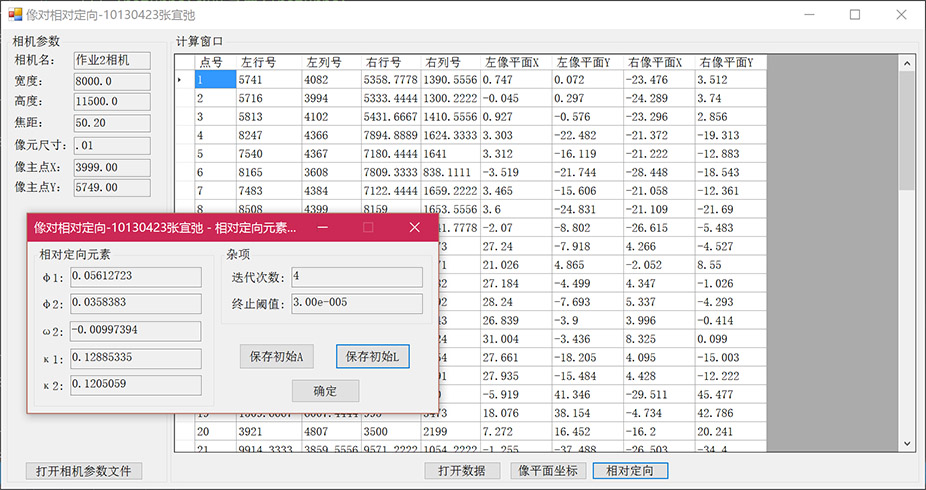 像对相对定向-10130423张宜弛
相机参数
相机名: 作业2相机
宽度: 8000.0
高度: 11500.0
焦距: 50.20
像元尺寸: .01
像主点X: 3999.00
像主点Y: 5749.00
打开相机参数文件
计算窗口
点号 左行号 左列号 右行号 右列号 左像平面X 左像平面Y 右像平面X 右像平面Y
1 5741 4082 5358.7778 1390.5556 0.747 0.072 -23.476 3.512
2 5716 3994 5333.4444 1300.2222 -0.045 0.297 -24.289 3.74
3 5813 4102 5431.6667 1410.5556 0.927 -0.576 -23.296 2.856
4 8247 4366 7894.8889 1624.3333 3.303 -22.482 -21.372 -19.313
5 7540 4367 7180.4444 1641 3.312 -16.119 -21.222 -12.883
6 8165 3608 7809.3333 838.1111 -3.519 -21.744 -28.448 -18.543
7 7483 4384 7122.4444 1659.2222 3.465 -15.606 -21.058 -12.361
8 8508 4399 8159 1653.5556 3.6 -24.831 -21.109 -21.69
41.7778 -2.07 -8.802 -26.615 -5.483
73 27.24 -7.918 4.266 -4.527
71 21.026 4.865 -2.052 8.55
32 27.184 -4.499 4.347 -1.026
92 28.24 -7.693 5.337 -4.293
43 26.839 -3.9 3.996 -0.414
24 31.004 -3.436 8.325 0.099
54 27.661 -18.205 4.095 -15.003
91 27.935 -15.484 4.428 -12.222
-5.919 41.346 -29.511 45.477
3473 18.076 38.154 -4.734 42.786
20 3921 4807 3500 2199 7.272 16.452 -16.2 20.241
21 9914.3333 3859.5556 9571.2222 1054.2222 -1.255 -37.488 -26.503 -34.4
打开数据 像平面坐标 相对定向
像对相对定向-10130423张宜弛 - 相对定向元素...
相对定向元素
φ1: 0.05612723
φ2: 0.0358383
ω2: -0.00997394
κ1: 0.12885335
κ2: 0.1205059
杂项
迭代次数: 4
终止阈值: 3.00e-005
保存初始A 保存初始L
确定